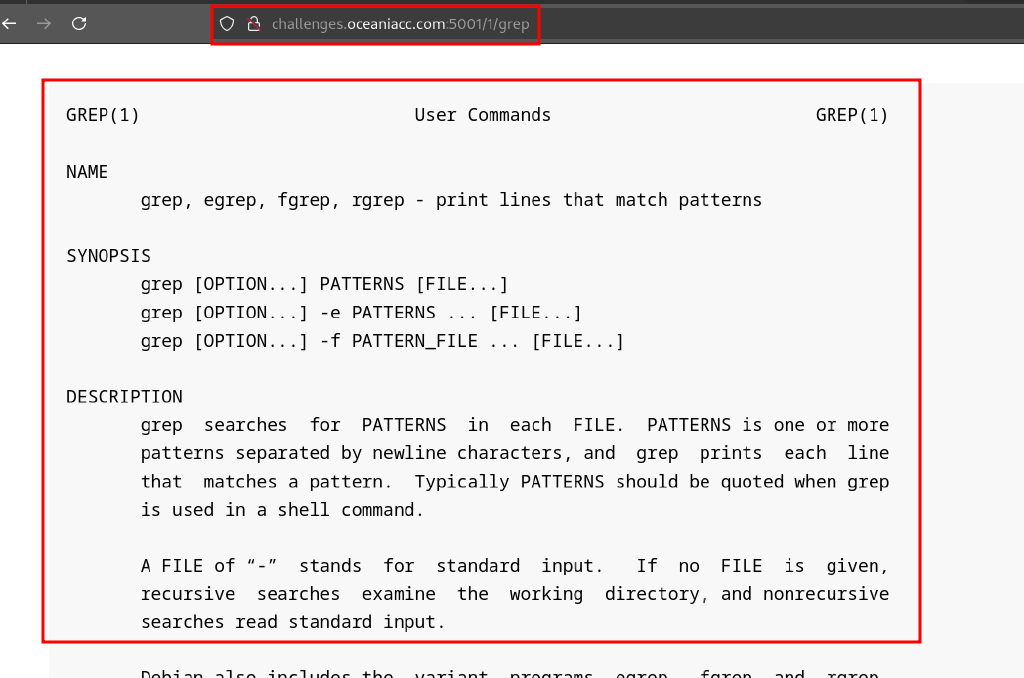 challenges.oceaniacc.com:5001/1/grep
GREP(1) User Commands GREP(1)
NAME
grep, egrep, fgrep, rgrep - print lines that match patterns
SYNOPSIS
grep [OPTION...] PATTERNS [FILE...]
grep [OPTION...] -e PATTERNS ... [FILE...]
grep [OPTION...] -f PATTERN_FILE ... [FILE...]
DESCRIPTION
grep searches for PATTERNS in each FILE. PATTERNS is one or more
patterns separated by newline characters, and grep prints each line
that matches a pattern. Typically PATTERNS should be quoted when grep
is used in a shell command.
A FILE of “-” stands for standard input. If no FILE is given,
recursive searches examine the working directory, and nonrecursive
searches read standard input.
Debian also includes the variant programs egrep, fgrep and rgrep.